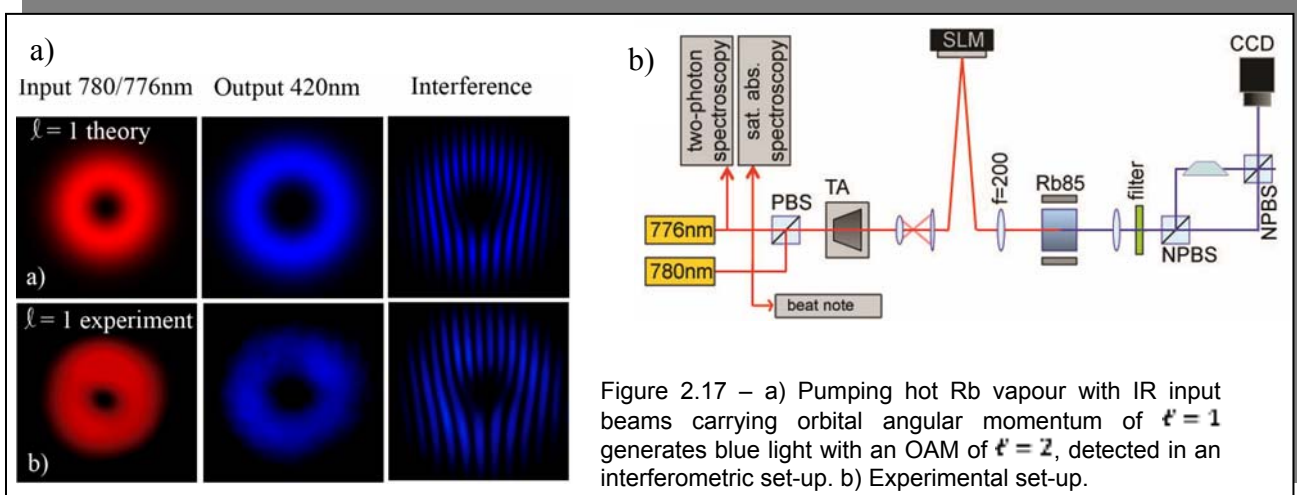 a)
Input 780/776nm Output 420nm Interference
ℓ = 1 theory
a)
ℓ = 1 experiment
b)
b)
two-photon
spectroscopy
sat. abs.
spectroscopy
SLM
CCD
PBS
TA
f=200
Rb85
filter
NPBS
NPBS
776nm
780nm
beat note
Figure 2.17 – a) Pumping hot Rb vapour with IR input
beams carrying orbital angular momentum of ℓ = 1
generates blue light with an OAM of ℓ = 2, detected in an
interferometric set-up. b) Experimental set-up.